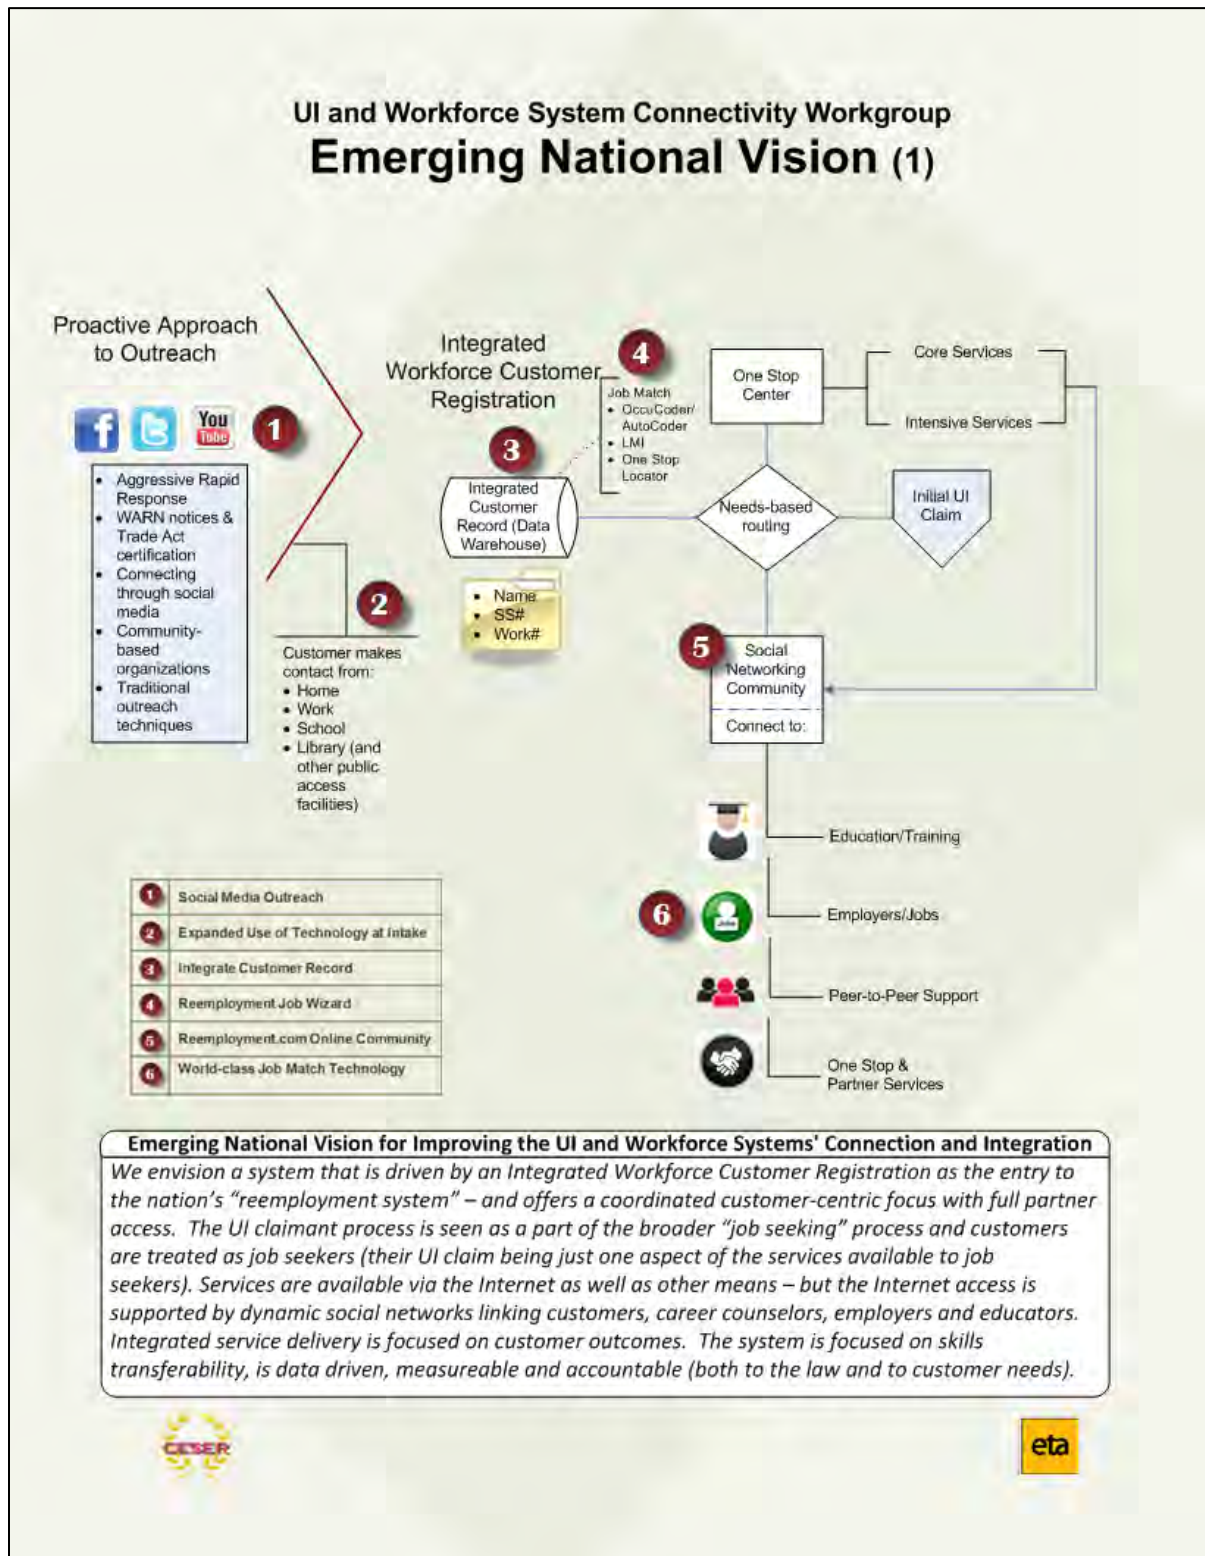 UI and Workforce System Connectivity Workgroup
Emerging National Vision (1)
Proactive Approach
to Outreach
f
You
Tube
1
• Aggressive Rapid
Response
• WARN notices &
Trade Act
certification
• Connecting
through social
media
• Community-
based
organizations
• Traditional
outreach
techniques
2
Customer makes
contact from:
• Home
• Work
• School
• Library (and
other public
access
facilities)
Integrated
Workforce Customer
Registration
3
Integrated
Customer
Record (Data
Warehouse)
• Name
• SS#
• Work#
4
Job Match
• OccuCoder/
AutoCoder
• LMI
• One Stop
Locator
One Stop
Center
Core Services
Intensive Services
Needs-based
routing
Initial UI
Claim
5
Social
Networking
Community
Connect to:
Education/Training
6
Jobs
Employers/Jobs
Peer-to-Peer Support
One Stop &
Partner Services
1 Social Media Outreach
2 Expanded Use of Technology at Intake
3 Integrate Customer Record
4 Reemployment Job Wizard
5 Reemployment.com Online Community
6 World-class Job Match Technology
Emerging National Vision for Improving the UI and Workforce Systems' Connection and Integration
We envision a system that is driven by an Integrated Workforce Customer Registration as the entry to
the nation's “reemployment system” – and offers a coordinated customer-centric focus with full partner
access. The UI claimant process is seen as a part of the broader “job seeking” process and customers
are treated as job seekers (their UI claim being just one aspect of the services available to job
seekers). Services are available via the Internet as well as other means – but the Internet access is
supported by dynamic social networks linking customers, career counselors, employers and educators.
Integrated service delivery is focused on customer outcomes. The system is focused on skills
transferability, is data driven, measureable and accountable (both to the law and to customer needs).
CESER
eta